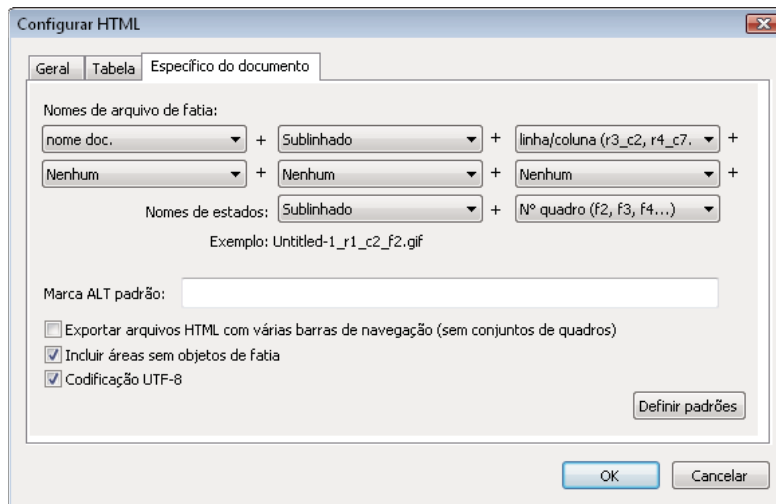 Configurar HTML
Geral Tabela Específico do documento
Nomes de arquivo de fatia:
nome doc. + Sublinhado + linha/coluna (r3_c2, r4_c7. +
Nenhum + Nenhum + Nenhum +
Nomes de estados: Sublinhado + Nº quadro (f2, f3, f4...)
Exemplo: Untitled-1_r1_c2_f2.gif
Marca ALT padrão:
Exportar arquivos HTML com várias barras de navegação (sem conjuntos de quadros)
Incluir áreas sem objetos de fatia
Codificação UTF-8
Definir padrões
OK Cancelar